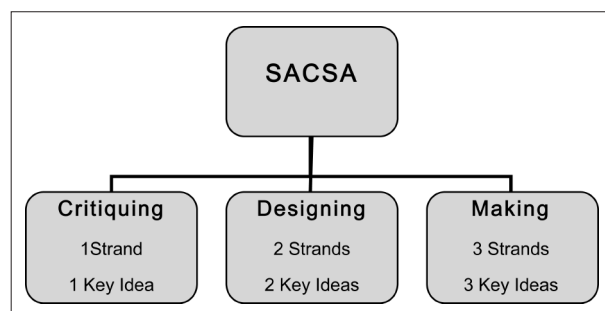 SACSA
Critiquing
1Strand
1 Key Idea
Designing
2 Strands
2 Key Ideas
Making
3 Strands
3 Key Ideas